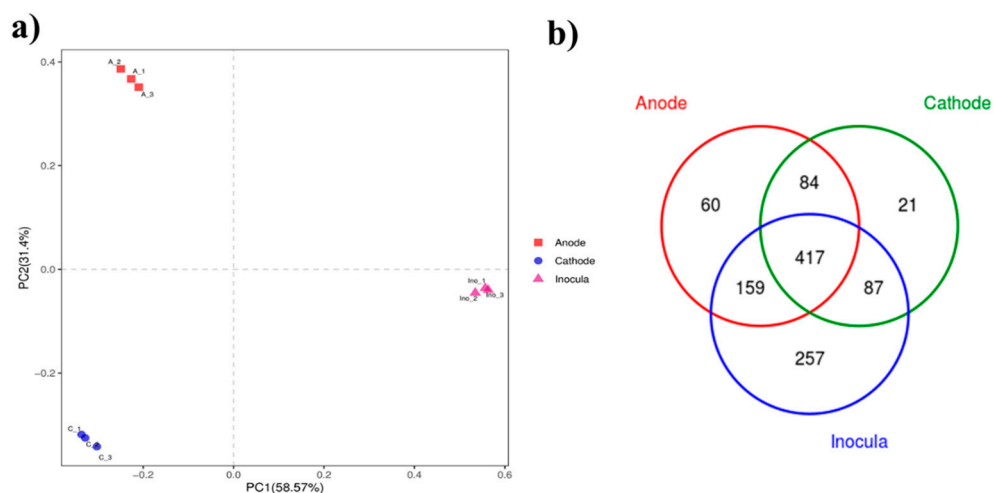 a)
b)
A_2
A_1
A_3
0.4
0.2
0.0
−0.2
PC2(31.4%)
Ino_1
Ino_2
Ino_3
C_1
C_3
−0.2
0.0
0.2
0.4
0.6
PC1(58.57%)
Anode
Cathode
Inocula
Anode
Cathode
60
84
21
417
159
87
257
Inocula